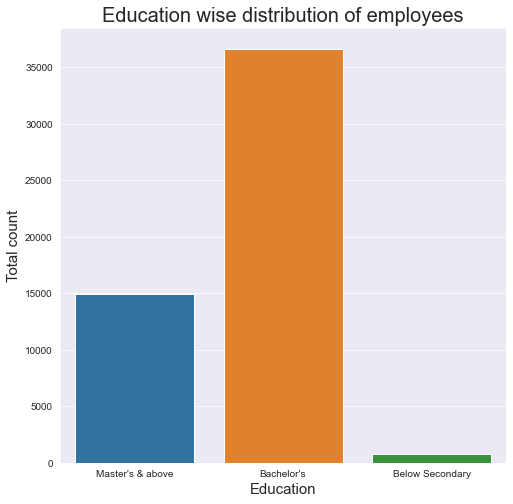 Education wise distribution of employees
Total count
35000
30000
25000
20000
15000
10000
5000
0
Master's & above
Bachelor's
Below Secondary
Education